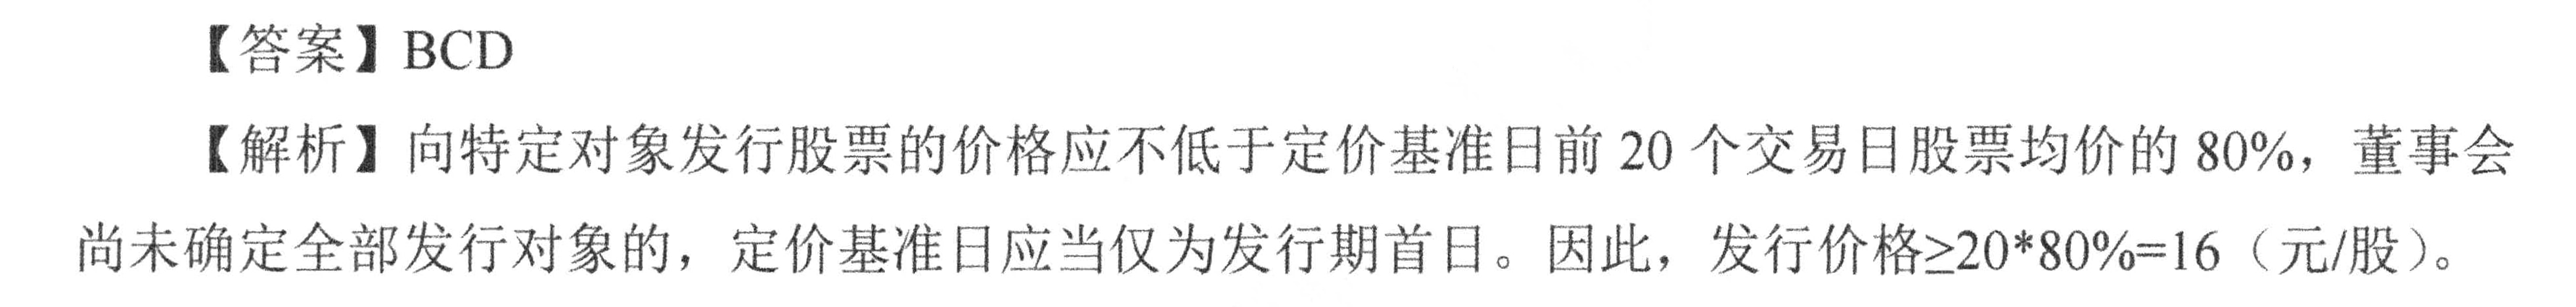 【答案】BCD
【解析】向特定对象发行股票的价格应不低于定价基准日前 20 个交易日股票均价的 80%，董事会
尚未确定全部发行对象的，定价基准日应当仅为发行期首日。因此，发行价格≥20*80%=16（元/股）。